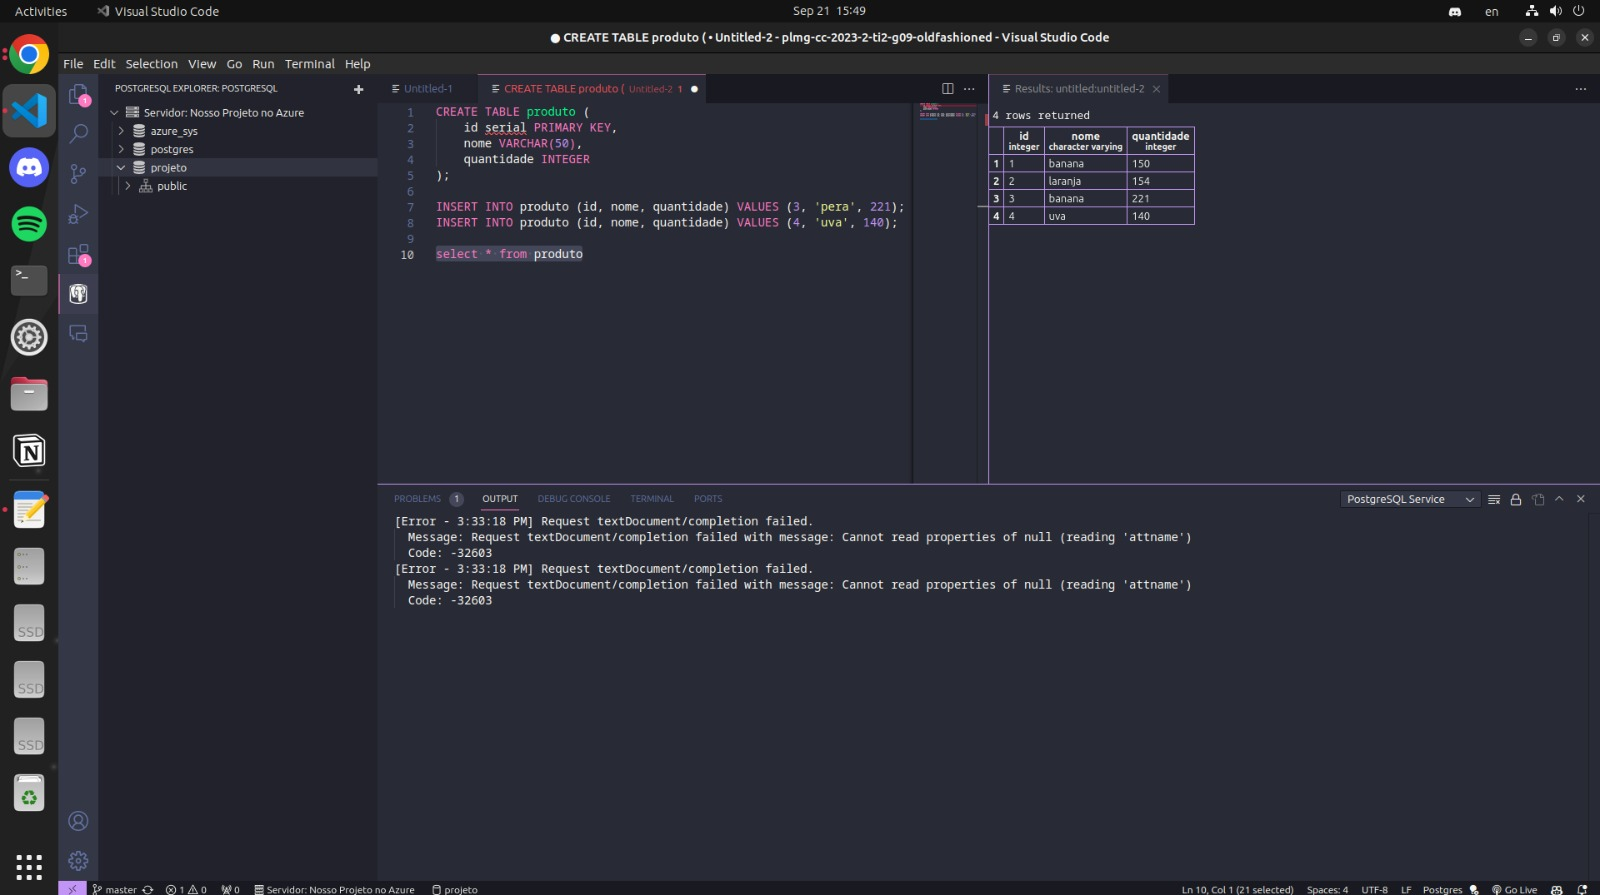 Activities Visual Studio Code Sep 21 15:49 en
CREATE TABLE produto ( • Untitled-2 - plmg-cc-2023-2-ti2-g09-oldfashioned - Visual Studio Code
File Edit Selection View Go Run Terminal Help
POSTGRESQL EXPLORER: POSTGRESQL
Servidor: Nosso Projeto no Azure
azure_sys
postgres
projeto
public
1
1
Untitled-1
CREATE TABLE produto ( Untitled-2 1
1 CREATE TABLE produto (
2 id serial PRIMARY KEY,
3 nome VARCHAR(50),
4 quantidade INTEGER
5 );
6
7 INSERT INTO produto (id, nome, quantidade) VALUES (3, 'pera', 221);
8 INSERT INTO produto (id, nome, quantidade) VALUES (4, 'uva', 140);
9
10 select * from produto
Results: untitled:untitled-2
4 rows returned
id nome quantidade
integer character varying integer
1 1 banana 150
2 2 laranja 154
3 3 banana 221
4 4 uva 140
PROBLEMS 1 OUTPUT DEBUG CONSOLE TERMINAL PORTS PostgreSQL Service
[Error - 3:33:18 PM] Request textDocument/completion failed.
Message: Request textDocument/completion failed with message: Cannot read properties of null (reading 'attname')
Code: -32603
[Error - 3:33:18 PM] Request textDocument/completion failed.
Message: Request textDocument/completion failed with message: Cannot read properties of null (reading 'attname')
Code: -32603
SSD
SSD
SSD
master 1 0 0 Servidor: Nosso Projeto no Azure projeto Ln 10, Col 1 (21 selected) Spaces: 4 UTF-8 LF Postgres Go Live